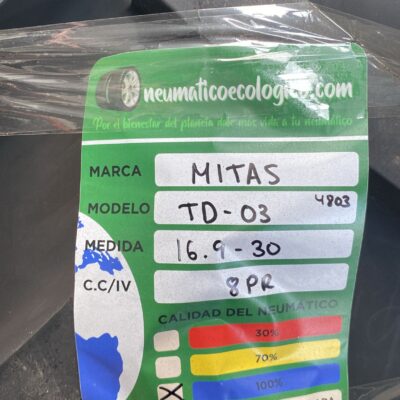 neumaticoecologico.com
Por el bienestar del planeta dale más vida a tu neumático
MARCA MITAS
MODELO TD-03 4803
MEDIDA 16.9-30
C.C/IV 8PR
CALIDAD DEL NEUMÁTICO
30%
70%
X 100%